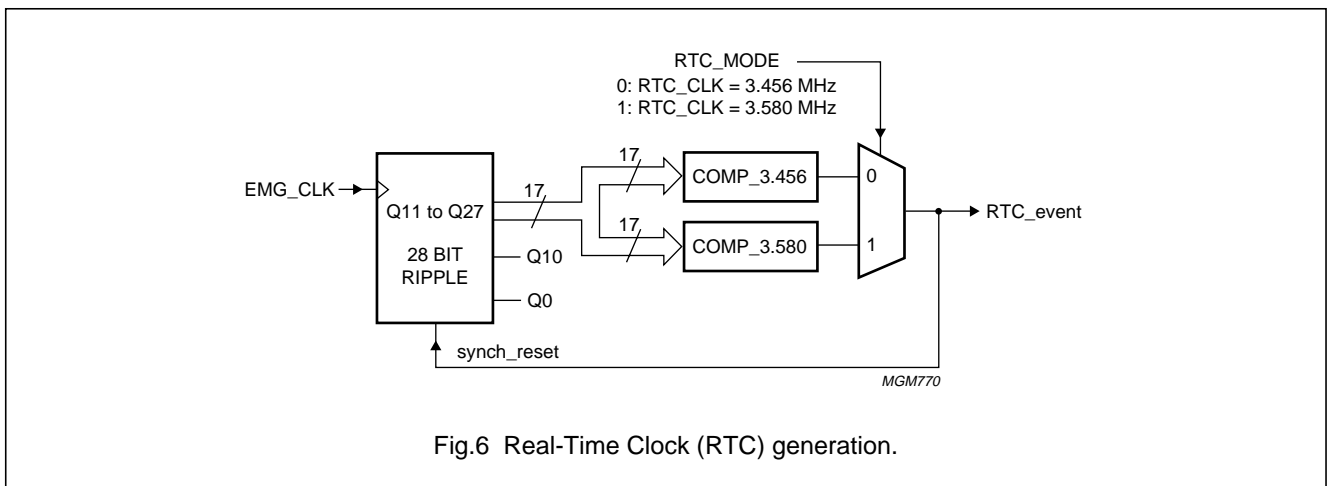 RTC_MODE
0: RTC_CLK = 3.456 MHz
1: RTC_CLK = 3.580 MHz
EMG_CLK
Q11 to Q27
28 BIT
RIPPLE
Q10
Q0
17
17
17
COMP_3.456
COMP_3.580
0
1
RTC_event
synch_reset
MGM770
Fig.6 Real-Time Clock (RTC) generation.